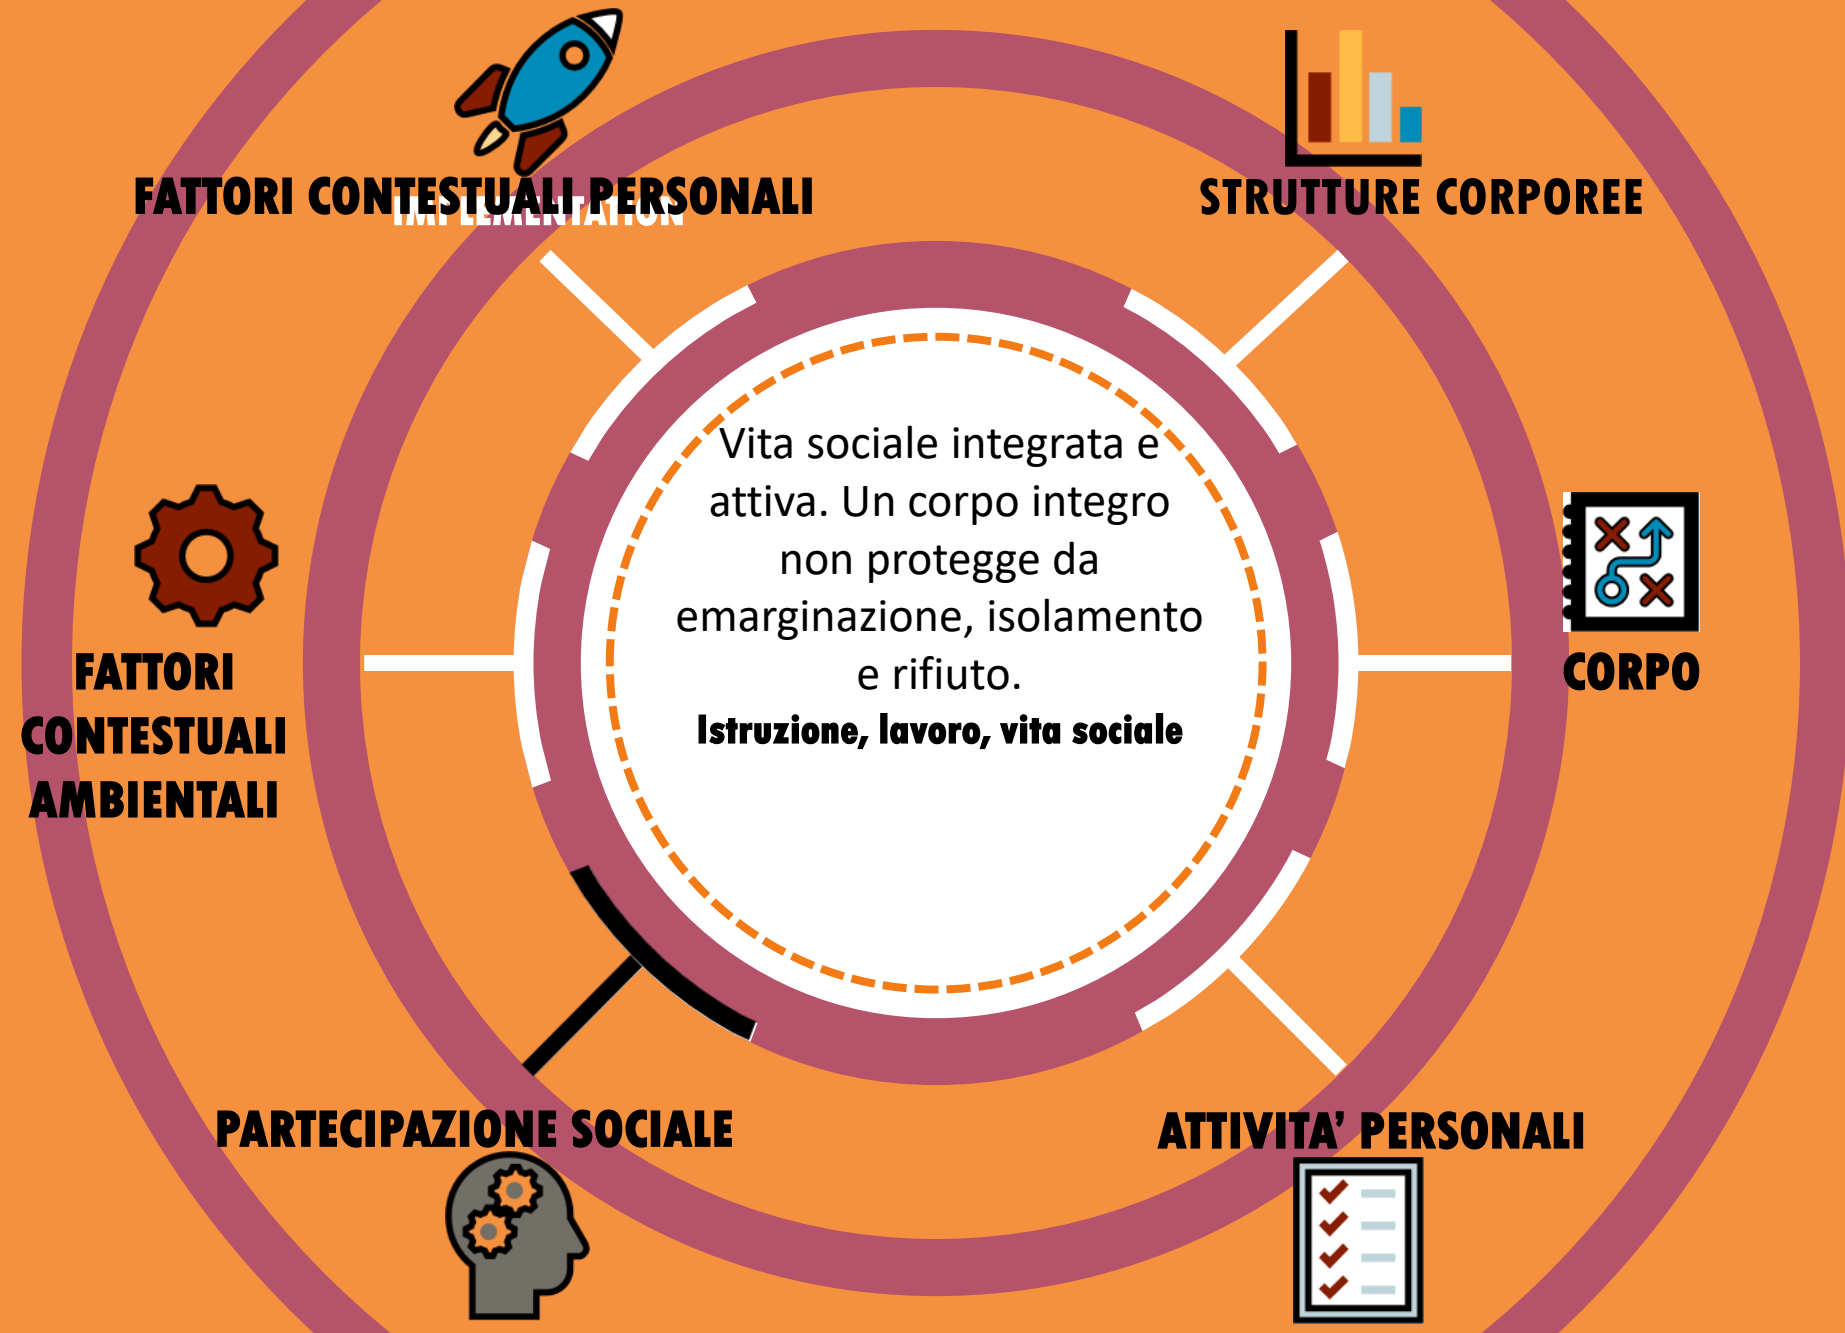 FATTORI CONTESTUALI PERSONALI
IMPLEMENTATION
STRUTTURE CORPOREE
Vita sociale integrata e
attiva. Un corpo integro
non protegge da
emarginazione, isolamento
e rifiuto.
Istruzione, lavoro, vita sociale
FATTORI
CONTESTUALI
AMBIENTALI
CORPO
PARTECIPAZIONE SOCIALE
ATTIVITA’ PERSONALI